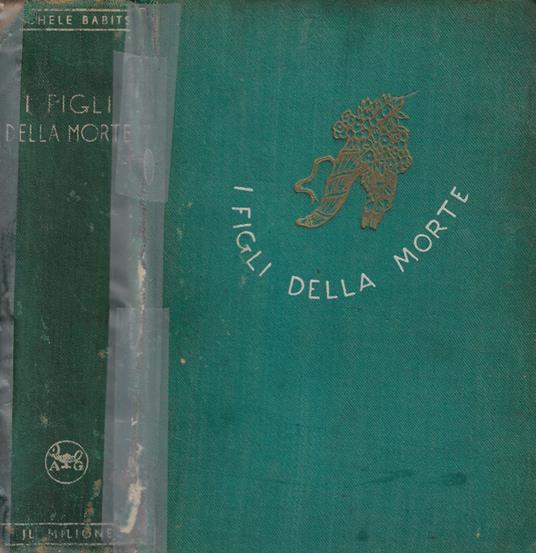 CHELE BABITS
I FIGLI
DELLA MORTE
A G
IL MILIONE
I FIGLI DELLA MORTE